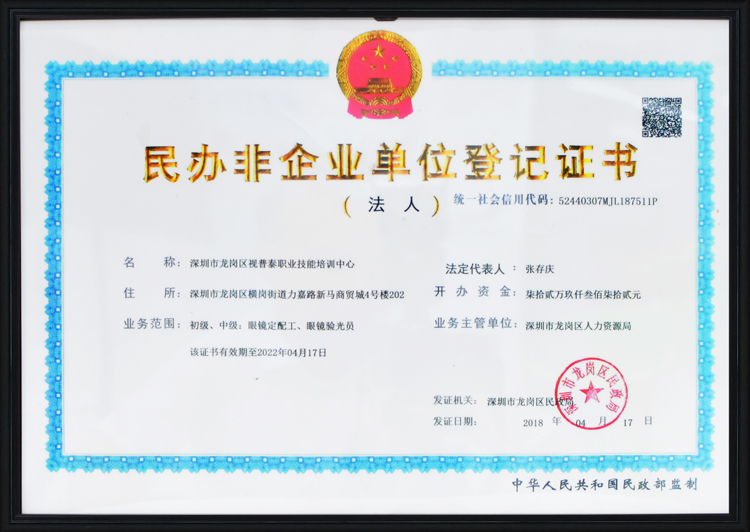 民办非企业单位登记证书
(法人)
统一社会信用代码：52440307MJL187511P
名称：深圳市龙岗区视普泰职业技能培训中心
法定代表人：张存庆
住所：深圳市龙岗区横岗街道力嘉路新马商贸城4号楼202
开办资金：柒拾贰万玖仟叁佰柒拾贰元
业务范围：初级、中级：眼镜定配工、眼镜验光员
业务主管单位：深圳市龙岗区人力资源局
该证书有效期至2022年04月17日
深圳市龙岗区民政局
发证机关：深圳市龙岗区民政局
发证日期：2018年04月17日
中华人民共和国民政部监制